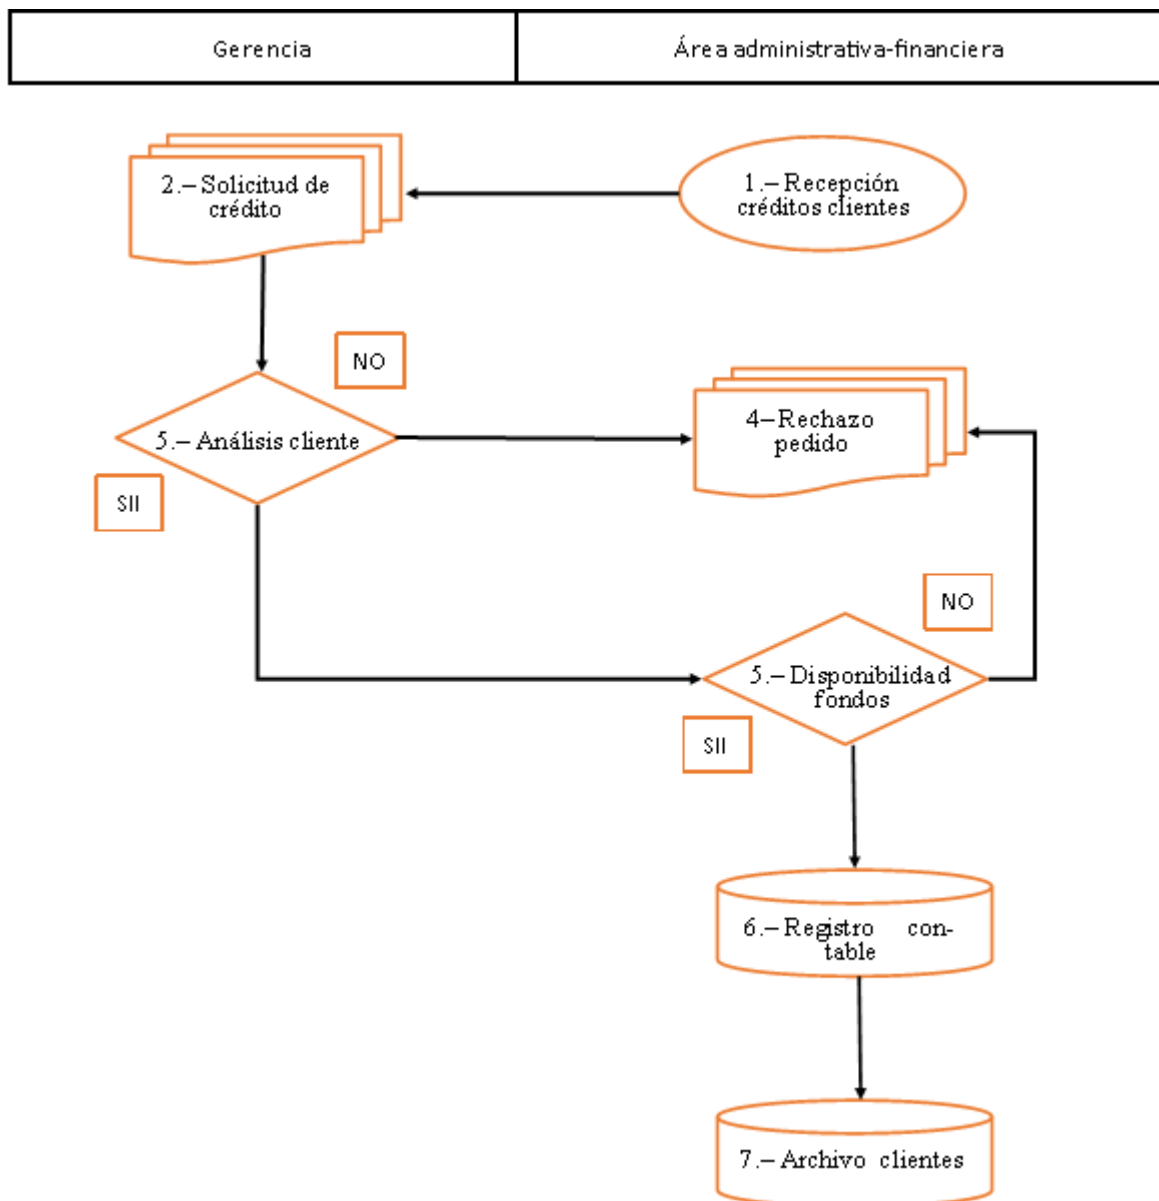 Gerencia
Área administrativa-financiera
2.– Solicitud de
crédito
1.– Recepción
créditos clientes
NO
5.– Análisis cliente
4– Rechazo
pedido
SII
NO
5.– Disponibilidad
fondos
SII
6.– Registro con-
table
7.– Archivo clientes